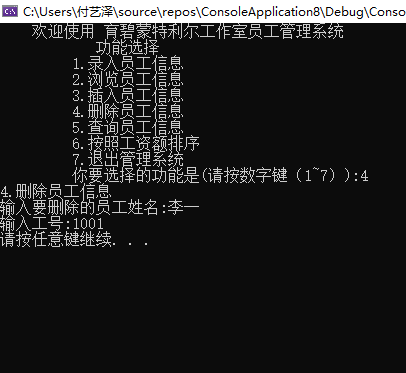 C:\Users\付艺泽\source\repos\ConsoleApplication8\Debug\Conso
欢迎使用 育碧蒙特利尔工作室员工管理系统
功能选择
1.录入员工信息
2.浏览员工信息
3.插入员工信息
4.删除员工信息
5.查询员工信息
6.按照工资额排序
7.退出管理系统
你要选择的功能是(请按数字键（1~7）):4
4.删除员工信息
输入要删除的员工姓名:李一
输入工号:1001
请按任意键继续. . .